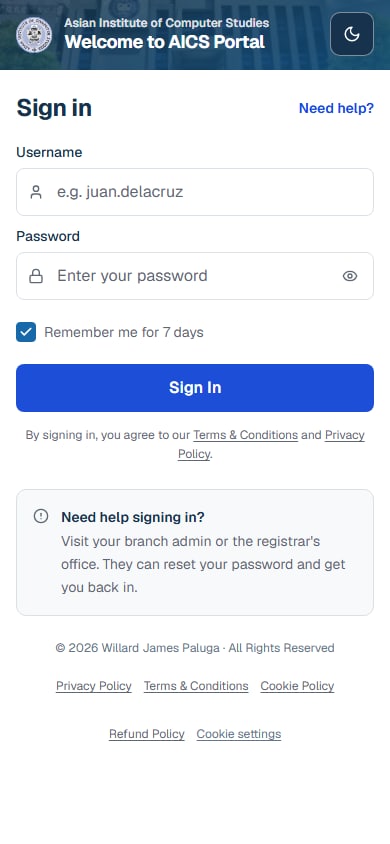 Asian Institute of Computer Studies
Welcome to AICS Portal
Sign in
Need help?
Username
e.g. juan.delacruz
Password
Enter your password
Remember me for 7 days
Sign In
By signing in, you agree to our Terms & Conditions and Privacy
Policy.
Need help signing in?
Visit your branch admin or the registrar's
office. They can reset your password and get
you back in.
© 2026 Willard James Paluga · All Rights Reserved
Privacy Policy Terms & Conditions Cookie Policy
Refund Policy Cookie settings